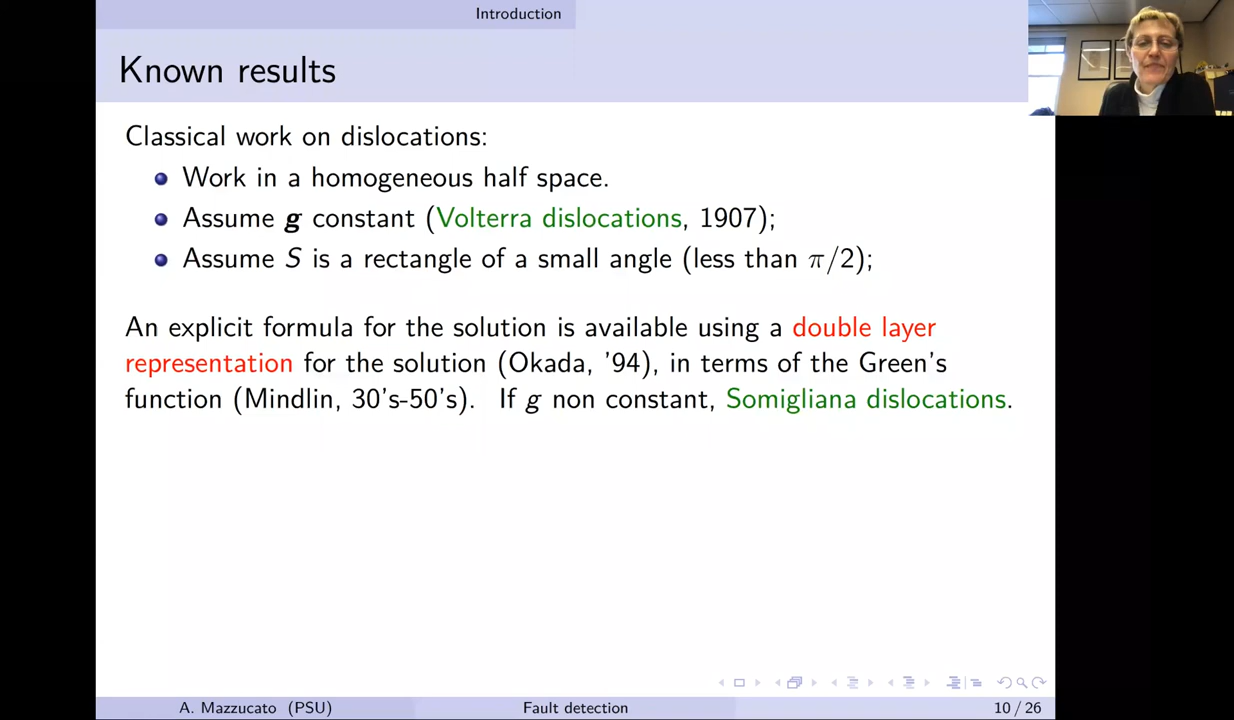 Introduction
Known results
Classical work on dislocations:
Work in a homogeneous half space.
Assume g constant (Volterra dislocations, 1907);
Assume S is a rectangle of a small angle (less than π/2);
An explicit formula for the solution is available using a double layer
representation for the solution (Okada, '94), in terms of the Green's
function (Mindlin, 30's-50's). If g non constant, Somigliana dislocations.
A. Mazzucato (PSU) Fault detection 10 / 26